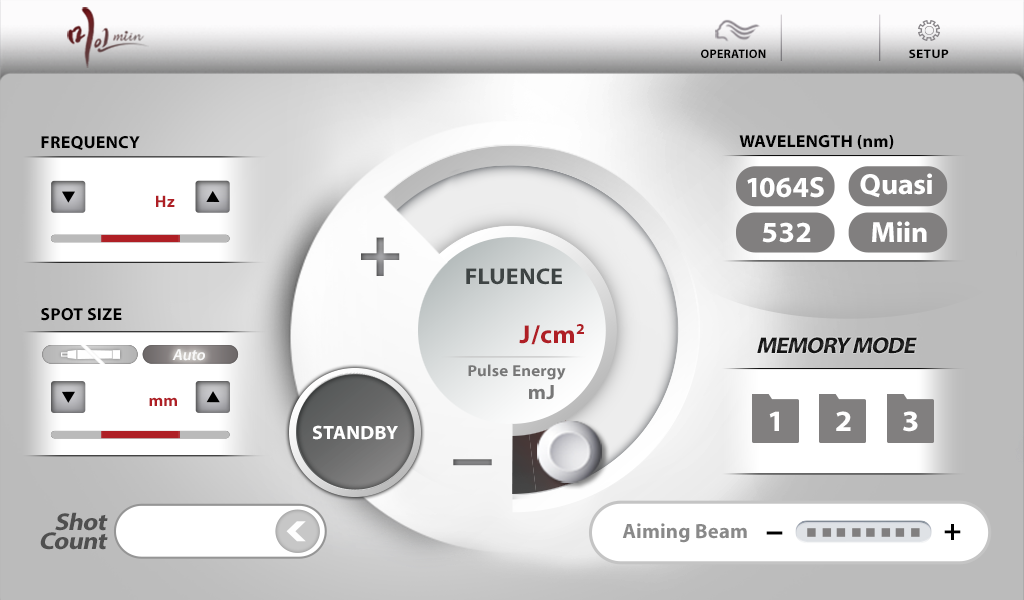 미인 miin
OPERATION
SETUP
FREQUENCY
▼ Hz ▲
SPOT SIZE
Auto
▼ mm ▲
Shot
Count
+
FLUENCE
J/cm²
Pulse Energy
mJ
STANDBY
−
WAVELENGTH (nm)
1064S Quasi
532 Miin
MEMORY MODE
1 2 3
Aiming Beam − +